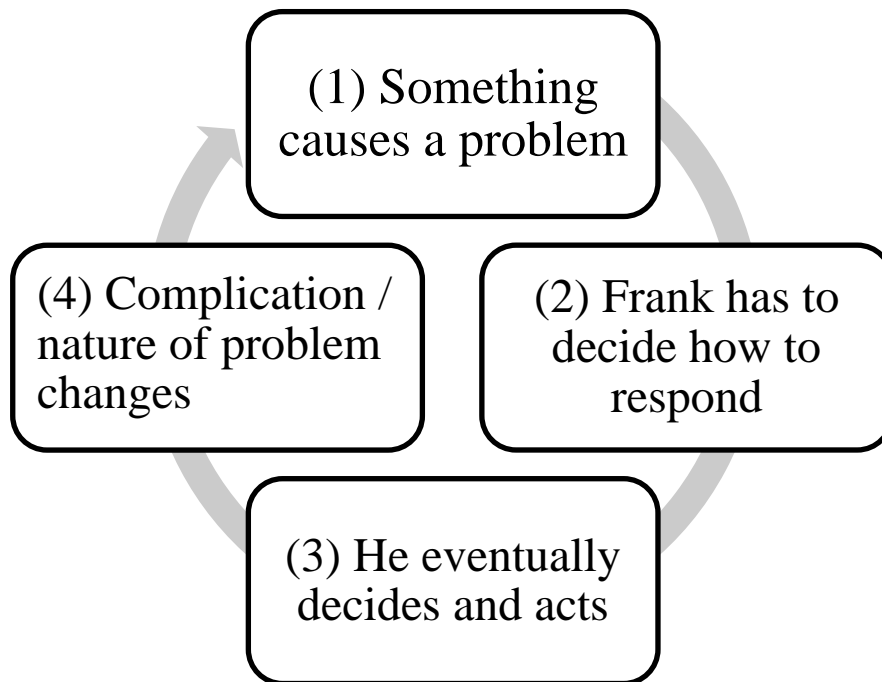 (1) Something
causes a problem
(2) Frank has to
decide how to
respond
(3) He eventually
decides and acts
(4) Complication /
nature of problem
changes